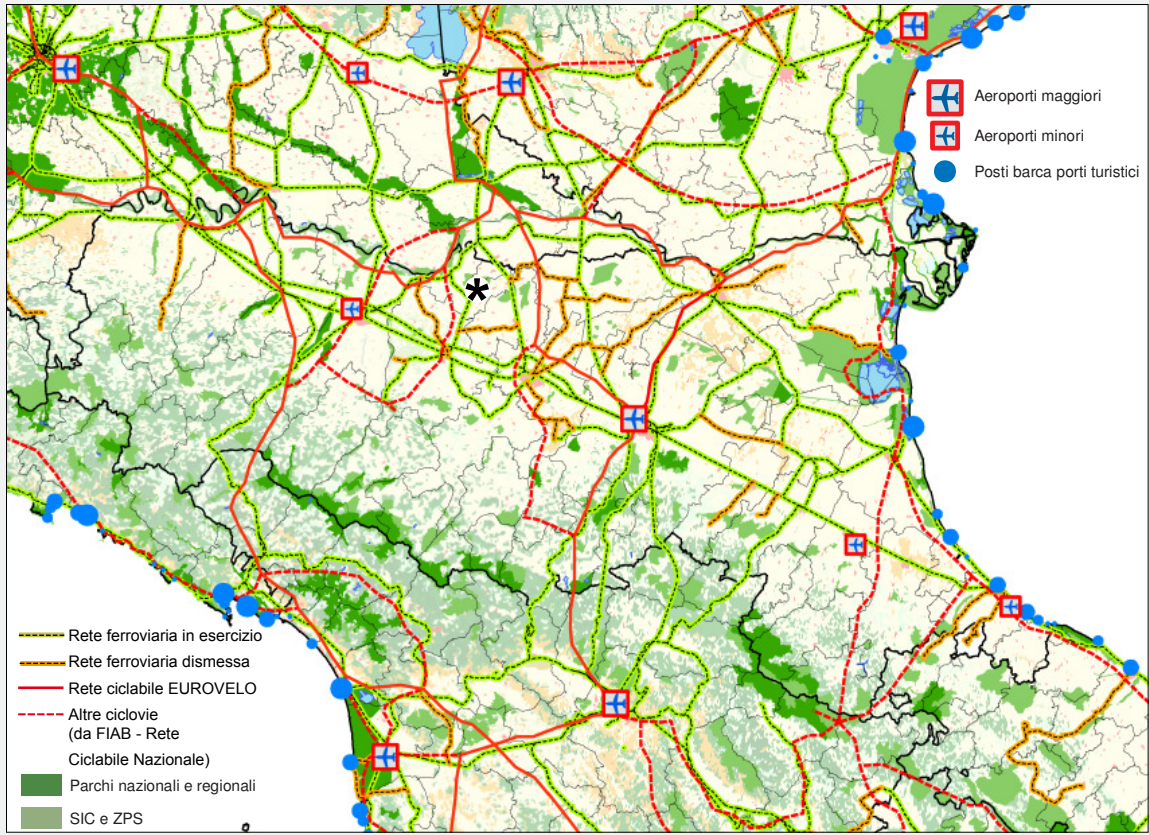 Aeroporti maggiori
Aeroporti minori
Posti barca porti turistici
*
Rete ferroviaria in esercizio
Rete ferroviaria dismessa
Rete ciclabile EUROVELO
Altre ciclovie
(da FIAB - Rete
Ciclabile Nazionale)
Parchi nazionali e regionali
SIC e ZPS